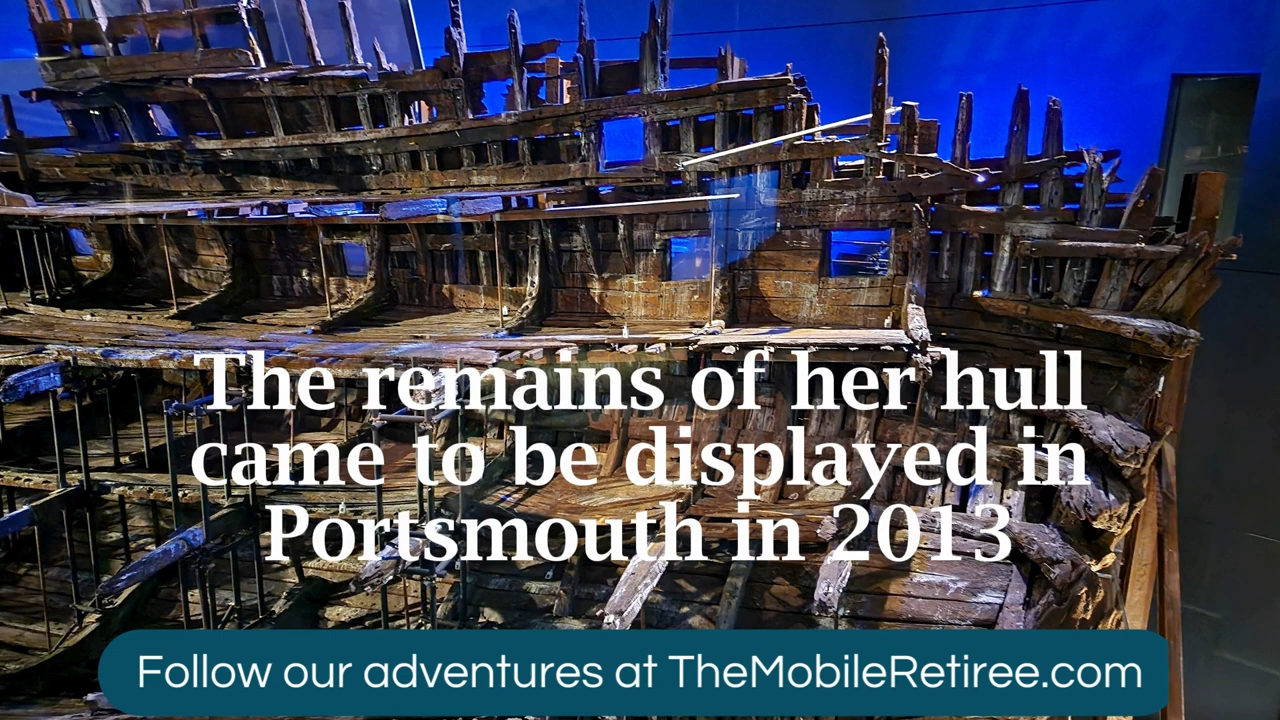 The remains of her hull
came to be displayed in
Portsmouth in 2013
Follow our adventures at TheMobileRetiree.com